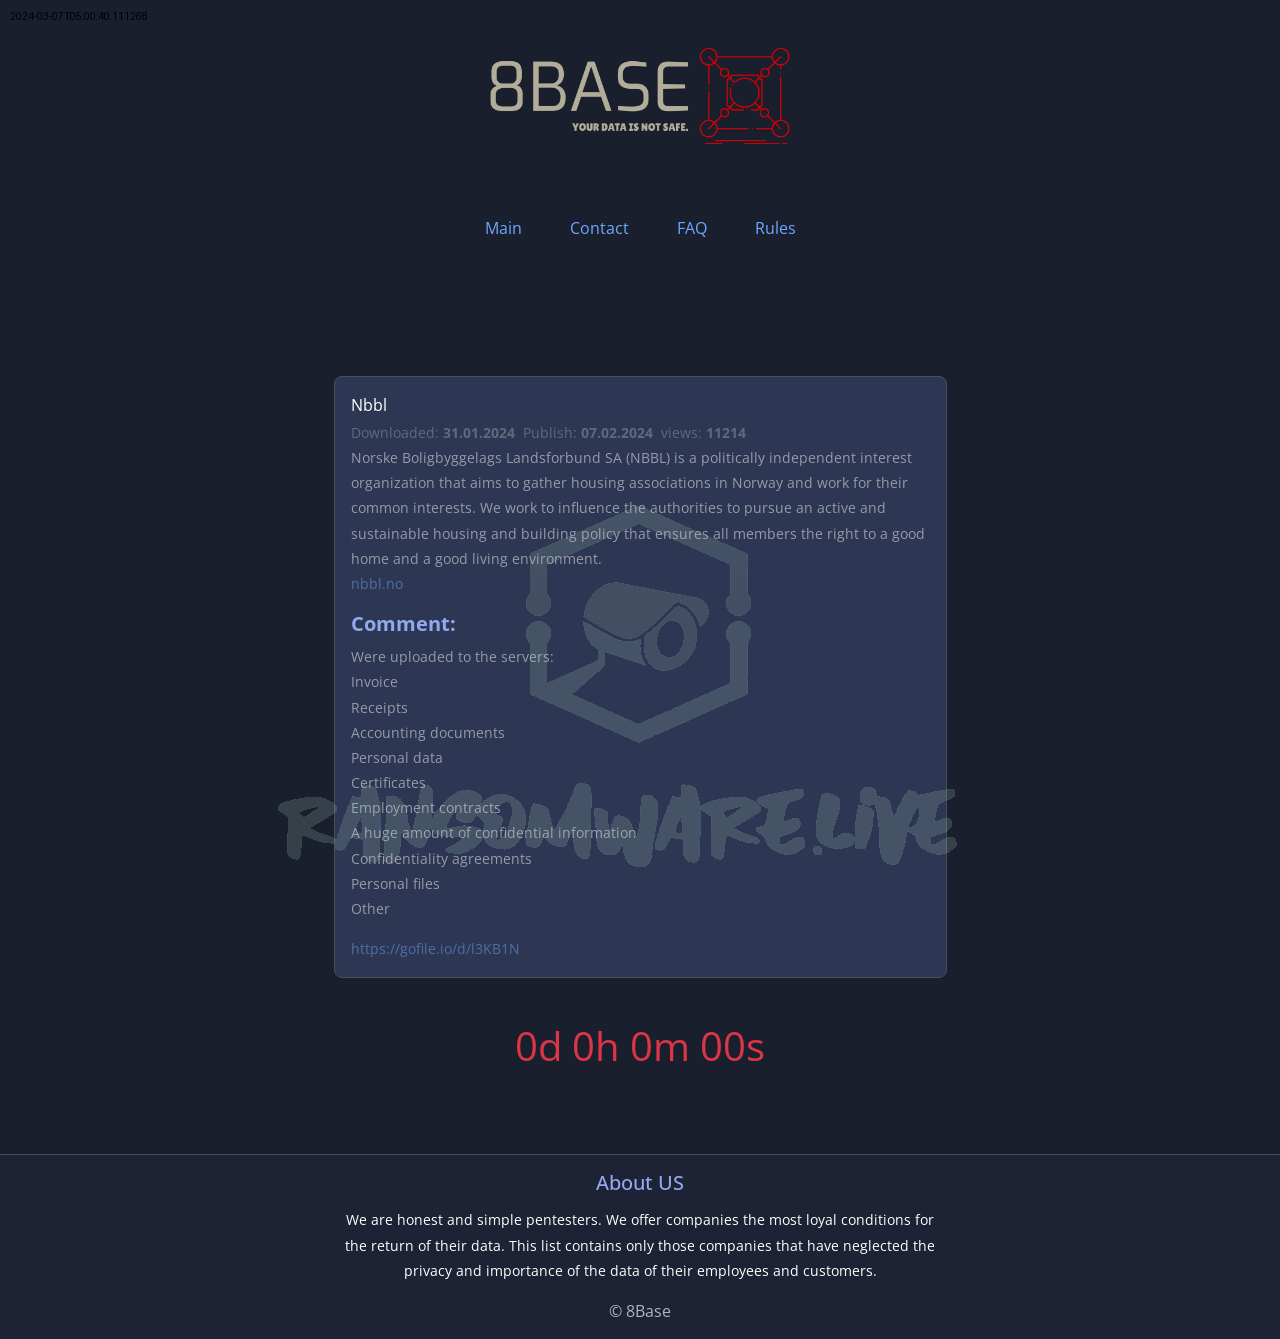 2024-03-07T05:00:40.111268
8BASE
YOUR DATA IS NOT SAFE.
Main Contact FAQ Rules
Nbbl
Downloaded: 31.01.2024 Publish: 07.02.2024 views: 11214
Norske Boligbyggelags Landsforbund SA (NBBL) is a politically independent interest
organization that aims to gather housing associations in Norway and work for their
common interests. We work to influence the authorities to pursue an active and
sustainable housing and building policy that ensures all members the right to a good
home and a good living environment.
nbbl.no
Comment:
Were uploaded to the servers:
Invoice
Receipts
Accounting documents
Personal data
Certificates
Employment contracts
RANSOMWARE.LIVE
A huge amount of confidential information
Confidentiality agreements
Personal files
Other
https://gofile.io/d/l3KB1N
0d 0h 0m 00s
About US
We are honest and simple pentesters. We offer companies the most loyal conditions for
the return of their data. This list contains only those companies that have neglected the
privacy and importance of the data of their employees and customers.
© 8Base